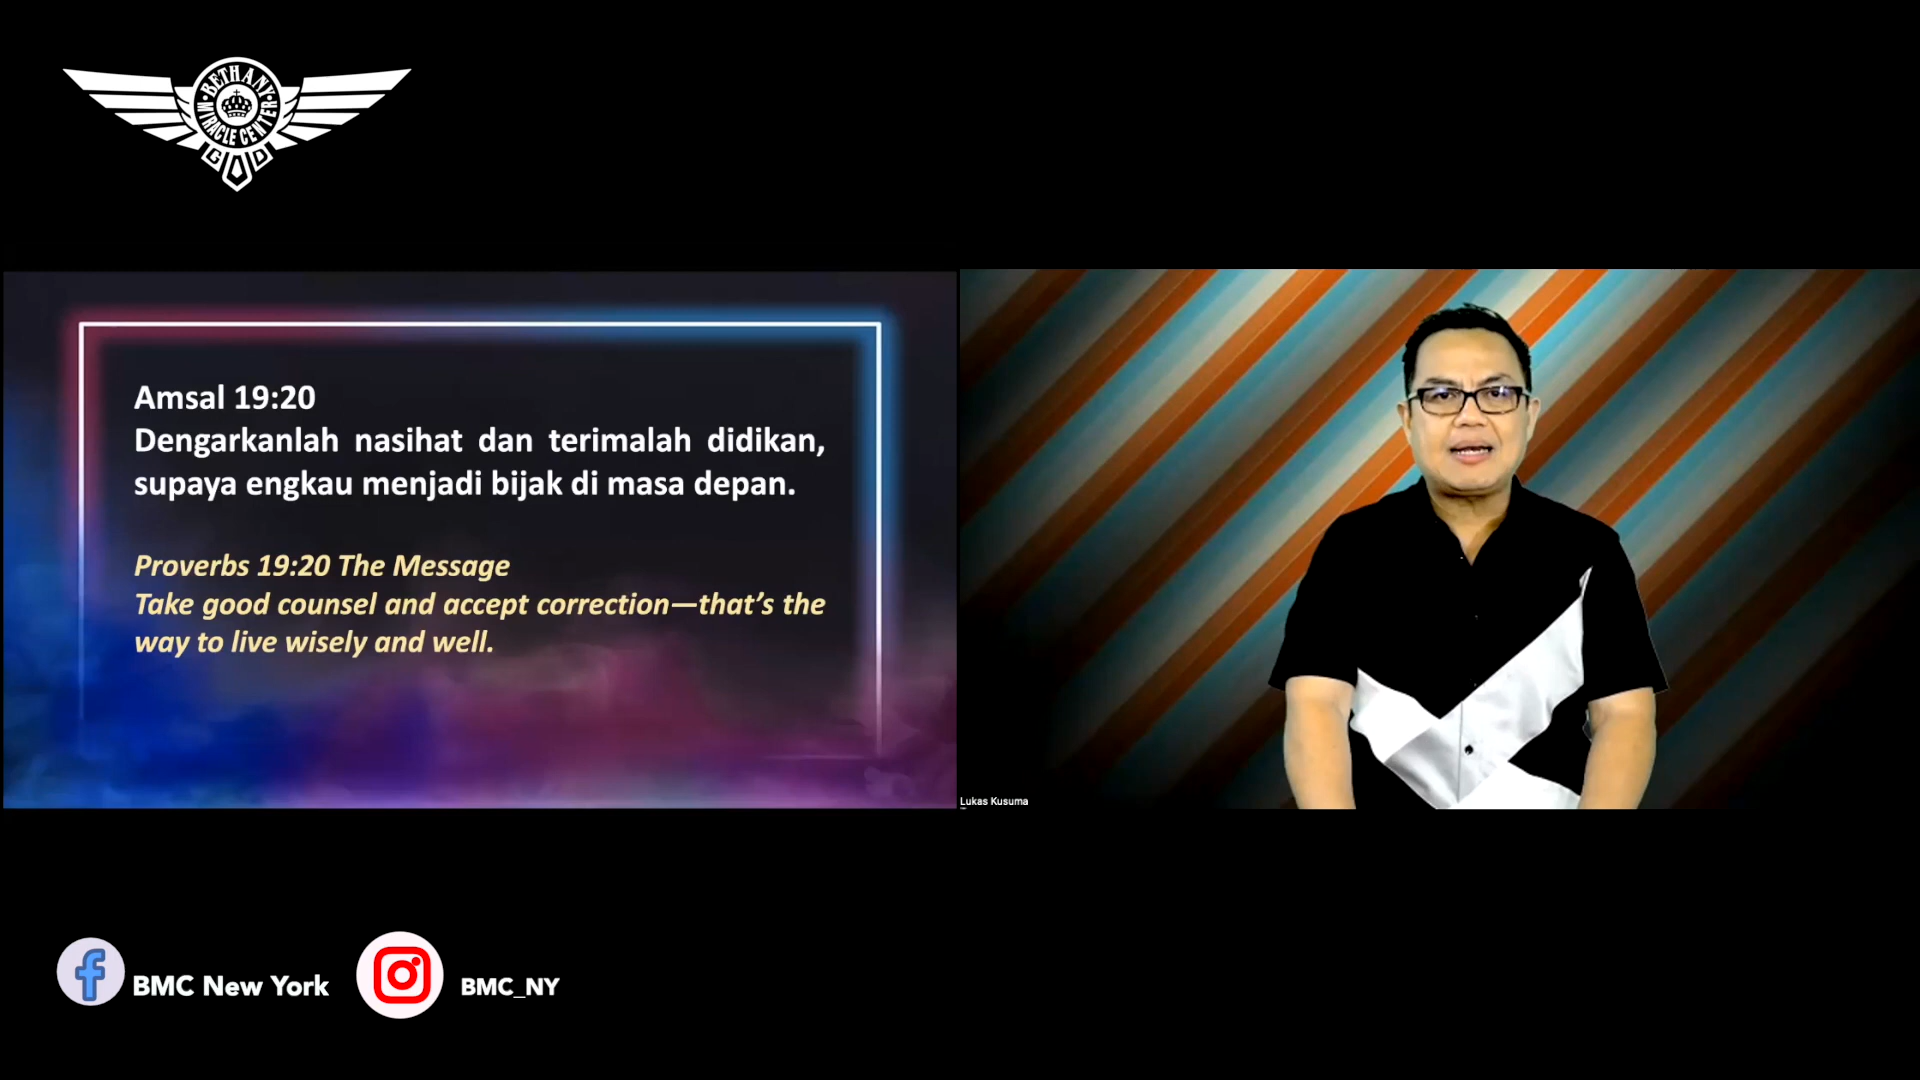 BETHANY
MIRACLE CENTER
Amsal 19:20
Dengarkanlah nasihat dan terimalah didikan,
supaya engkau menjadi bijak di masa depan.
Proverbs 19:20 The Message
Take good counsel and accept correction—that's the
way to live wisely and well.
Lukas Kusuma
BMC New York
BMC_NY